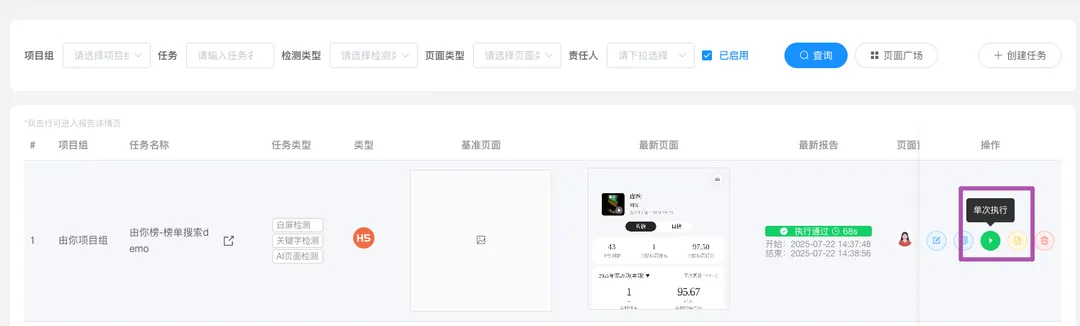 项目组 请选择项目组 任务 请输入任务名 检测类型 请选择检测类 页面类型 请选择页面类 责任人 请下拉选择 已启用 查询 页面广场 创建任务
*双击行可进入报告详情页
# 项目组 任务名称 任务类型 类型 基准页面 最新页面 最新报告 页面 操作
单次执行
1 由你项目组
由你榜-榜单搜索d
emo
白屏检测
关键字检测
AI页面检测
H5
43 1 97.50
1 95.67
执行通过 68s
开始：2025-07-22 14:37:48
结束：2025-07-22 14:38:56